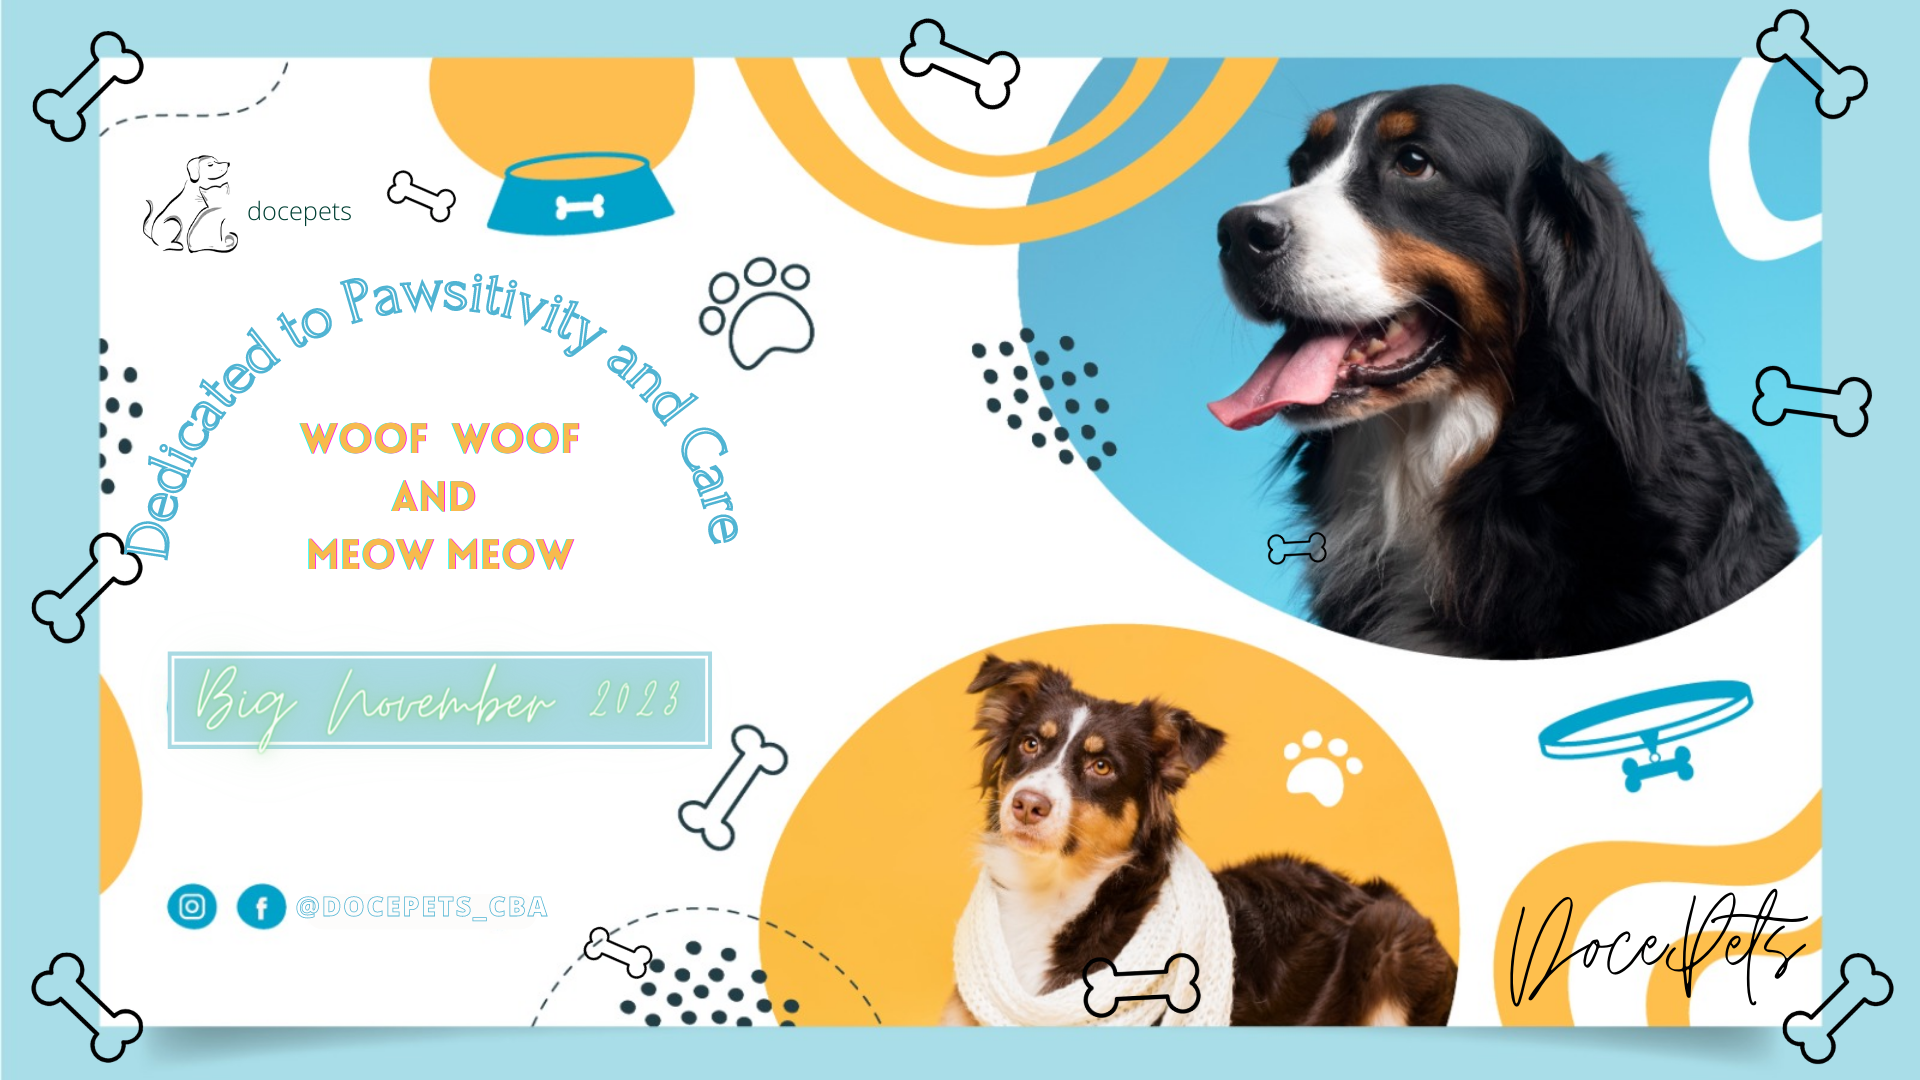 docepets
Dedicated to Pawsitivity and Care
WOOF WOOF
AND
MEOW MEOW
Big November 2023
@DOCEPETS_CBA
DocePets